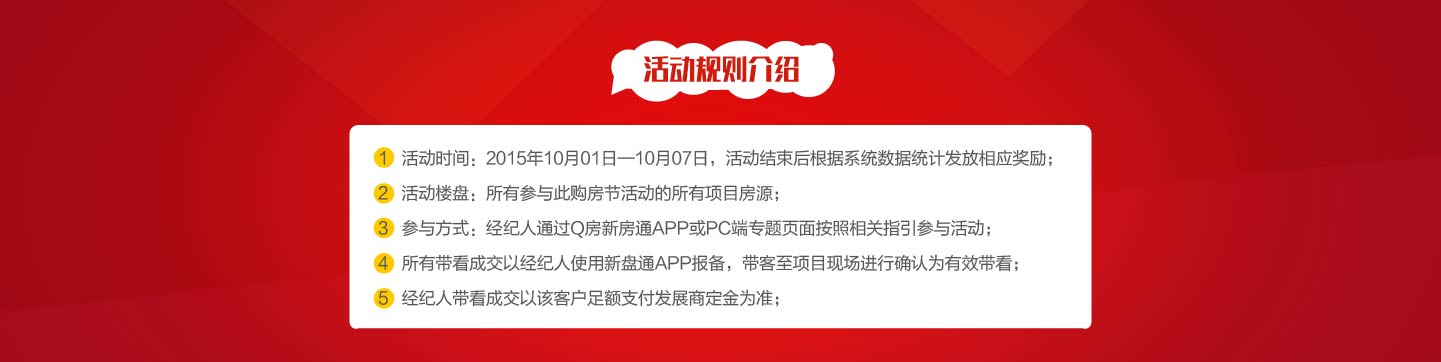 活动规则介绍
1 活动时间：2015年10月01日—10月07日，活动结束后根据系统数据统计发放相应奖励；
2 活动楼盘：所有参与此购房节活动的所有项目房源；
3 参与方式：经纪人通过Q房新房通APP或PC端专题页面按照相关指引参与活动；
4 所有带看成交以经纪人使用新盘通APP报备，带客至项目现场进行确认为有效带看；
5 经纪人带看成交以该客户足额支付发展商定金为准；